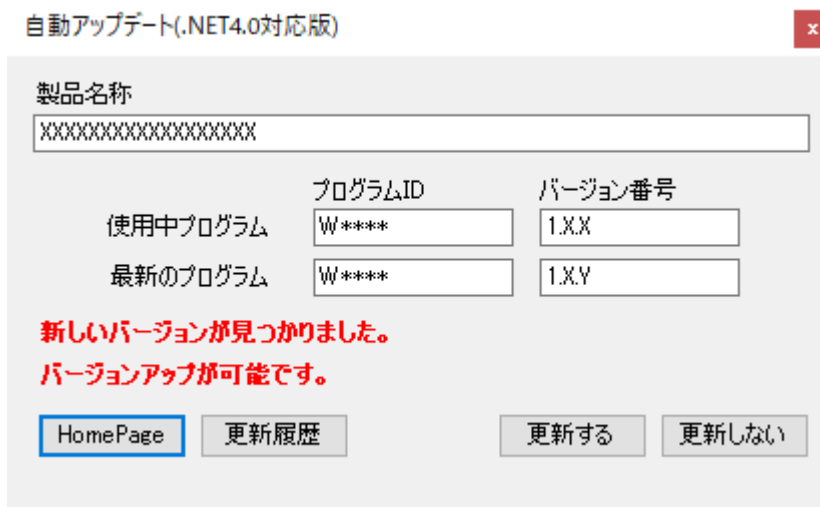 自動アップデート(.NET4.0対応版)
x
製品名称
XXXXXXXXXXXXXXXXXX
プログラムID バージョン番号
使用中プログラム W**** 1.X.X
最新のプログラム W**** 1.X.Y
新しいバージョンが見つかりました。
バージョンアップが可能です。
HomePage 更新履歴 更新する 更新しない